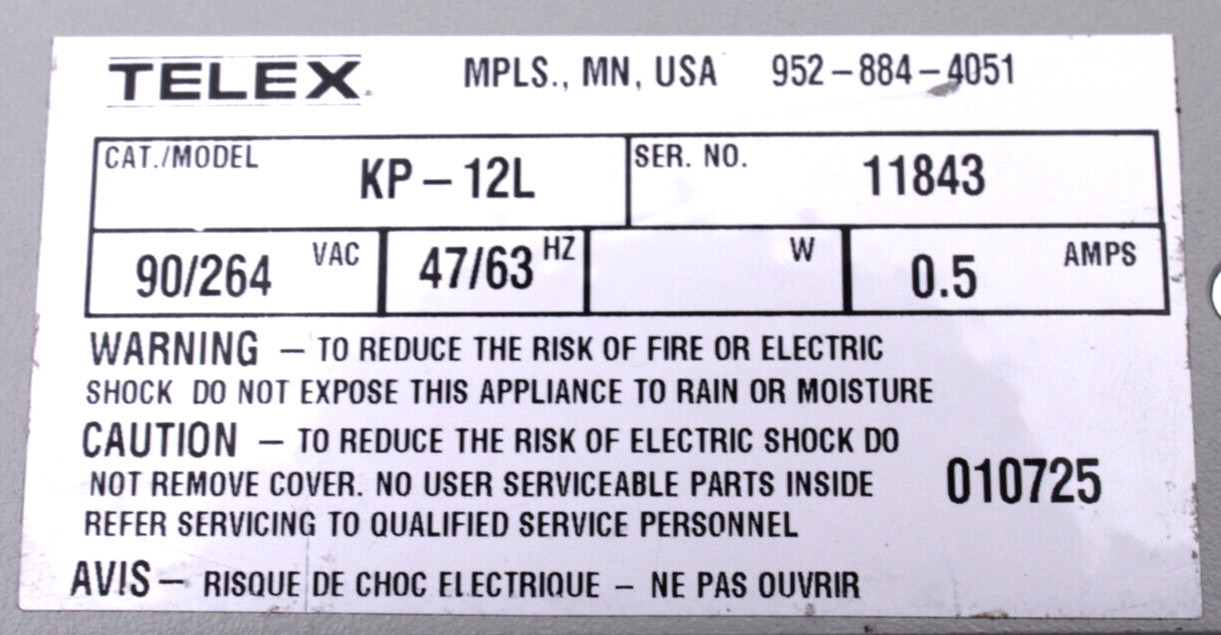 TELEX. MPLS., MN, USA 952-884-4051
CAT./MODEL KP-12L SER. NO. 11843
90/264 VAC 47/63 HZ W 0.5 AMPS
WARNING - TO REDUCE THE RISK OF FIRE OR ELECTRIC
SHOCK DO NOT EXPOSE THIS APPLIANCE TO RAIN OR MOISTURE
CAUTION - TO REDUCE THE RISK OF ELECTRIC SHOCK DO
NOT REMOVE COVER. NO USER SERVICEABLE PARTS INSIDE
010725
REFER SERVICING TO QUALIFIED SERVICE PERSONNEL
AVIS - RISQUE DE CHOC ELECTRIQUE - NE PAS OUVRIR